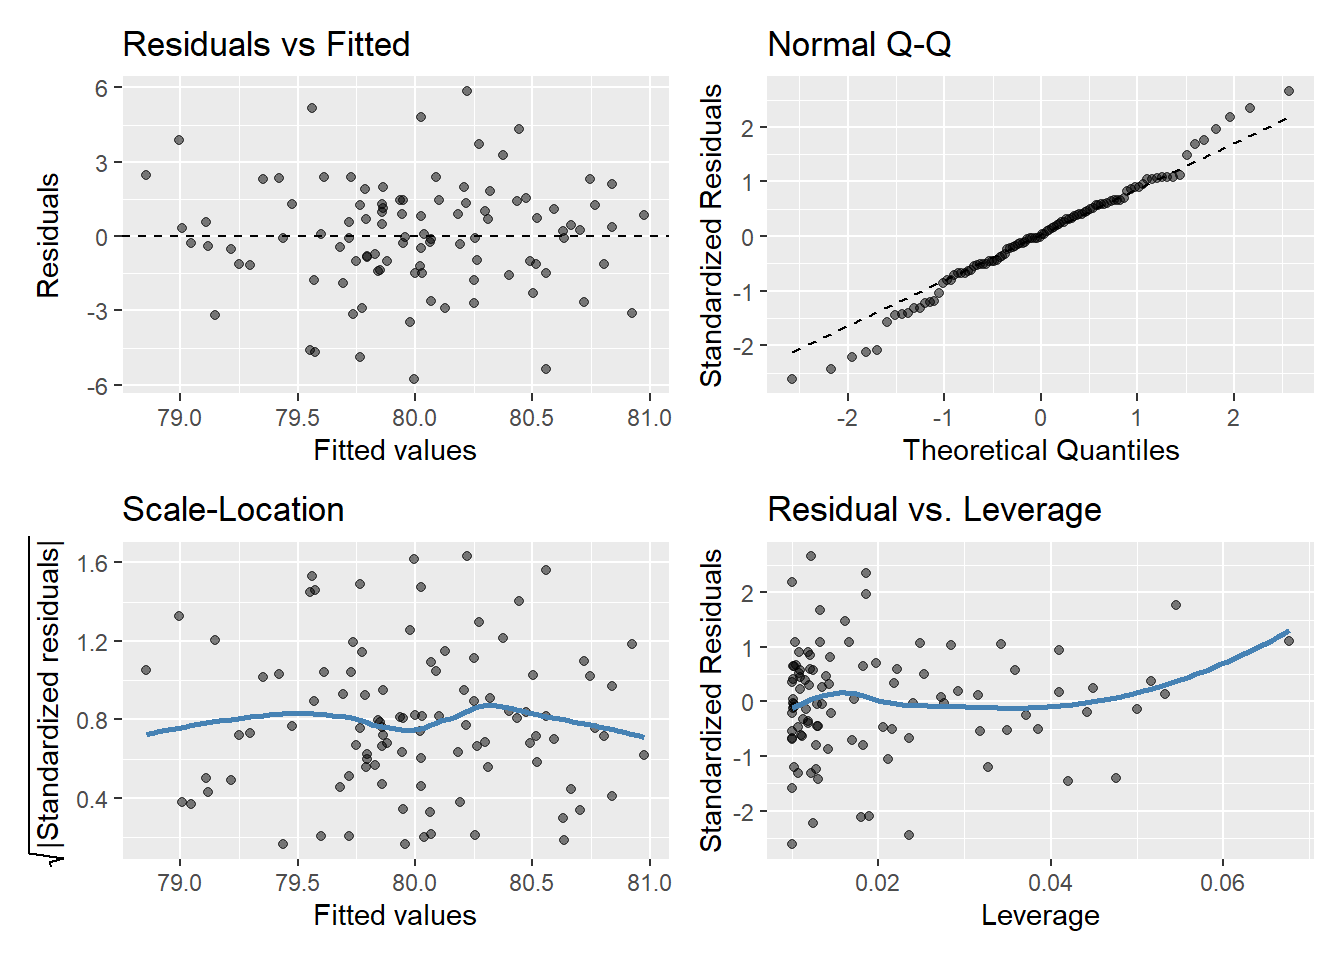 Residuals vs Fitted
Residuals
6
3
0
-3
-6
79.0 79.5 80.0 80.5 81.0
Fitted values
Normal Q-Q
Standardized Residuals
2
1
0
-1
-2
-2 -1 0 1 2
Theoretical Quantiles
Scale-Location
√|Standardized residuals|
1.6
1.2
0.8
0.4
79.0 79.5 80.0 80.5 81.0
Fitted values
Residual vs. Leverage
Standardized Residuals
2
1
0
-1
-2
0.02 0.04 0.06
Leverage